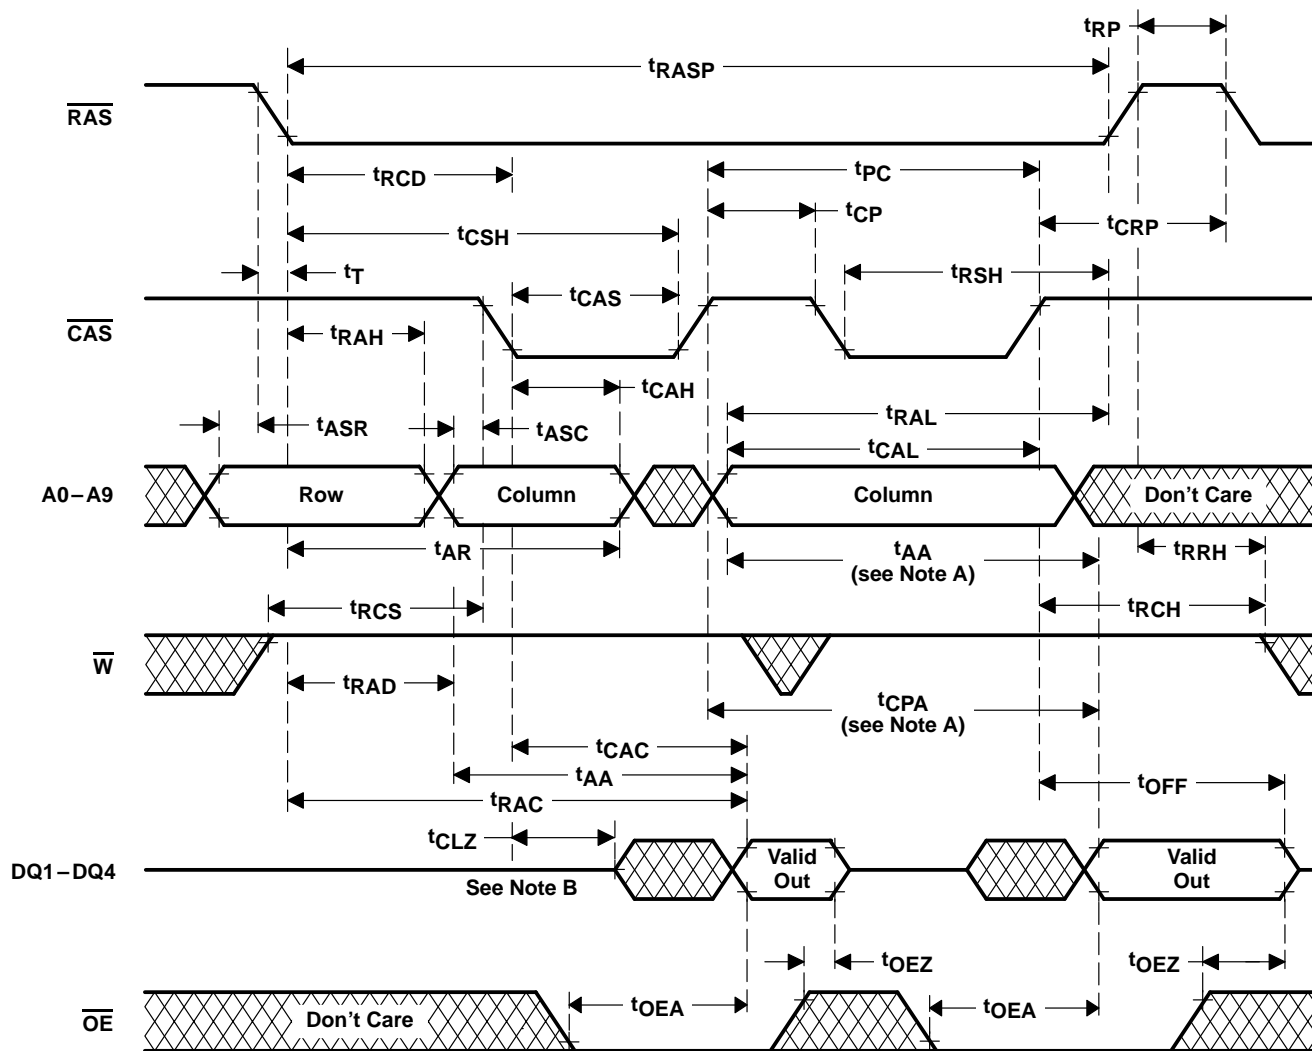 tRP
tRASP
RAS
tRCD
tPC
tCP
tCSH
tCRP
tT
tRSH
tCAS
CAS
tRAH
tCAH
tRAL
tASR
tASC
tCAL
A0–A9
Row
Column
Column
Don't Care
tAR
tAA
(see Note A)
tRRH
tRCS
tRCH
W
tRAD
tCPA
(see Note A)
tCAC
tAA
tOFF
tRAC
tCLZ
DQ1–DQ4
See Note B
Valid
Out
Valid
Out
tOEZ
tOEZ
tOEA
tOEA
OE
Don't Care